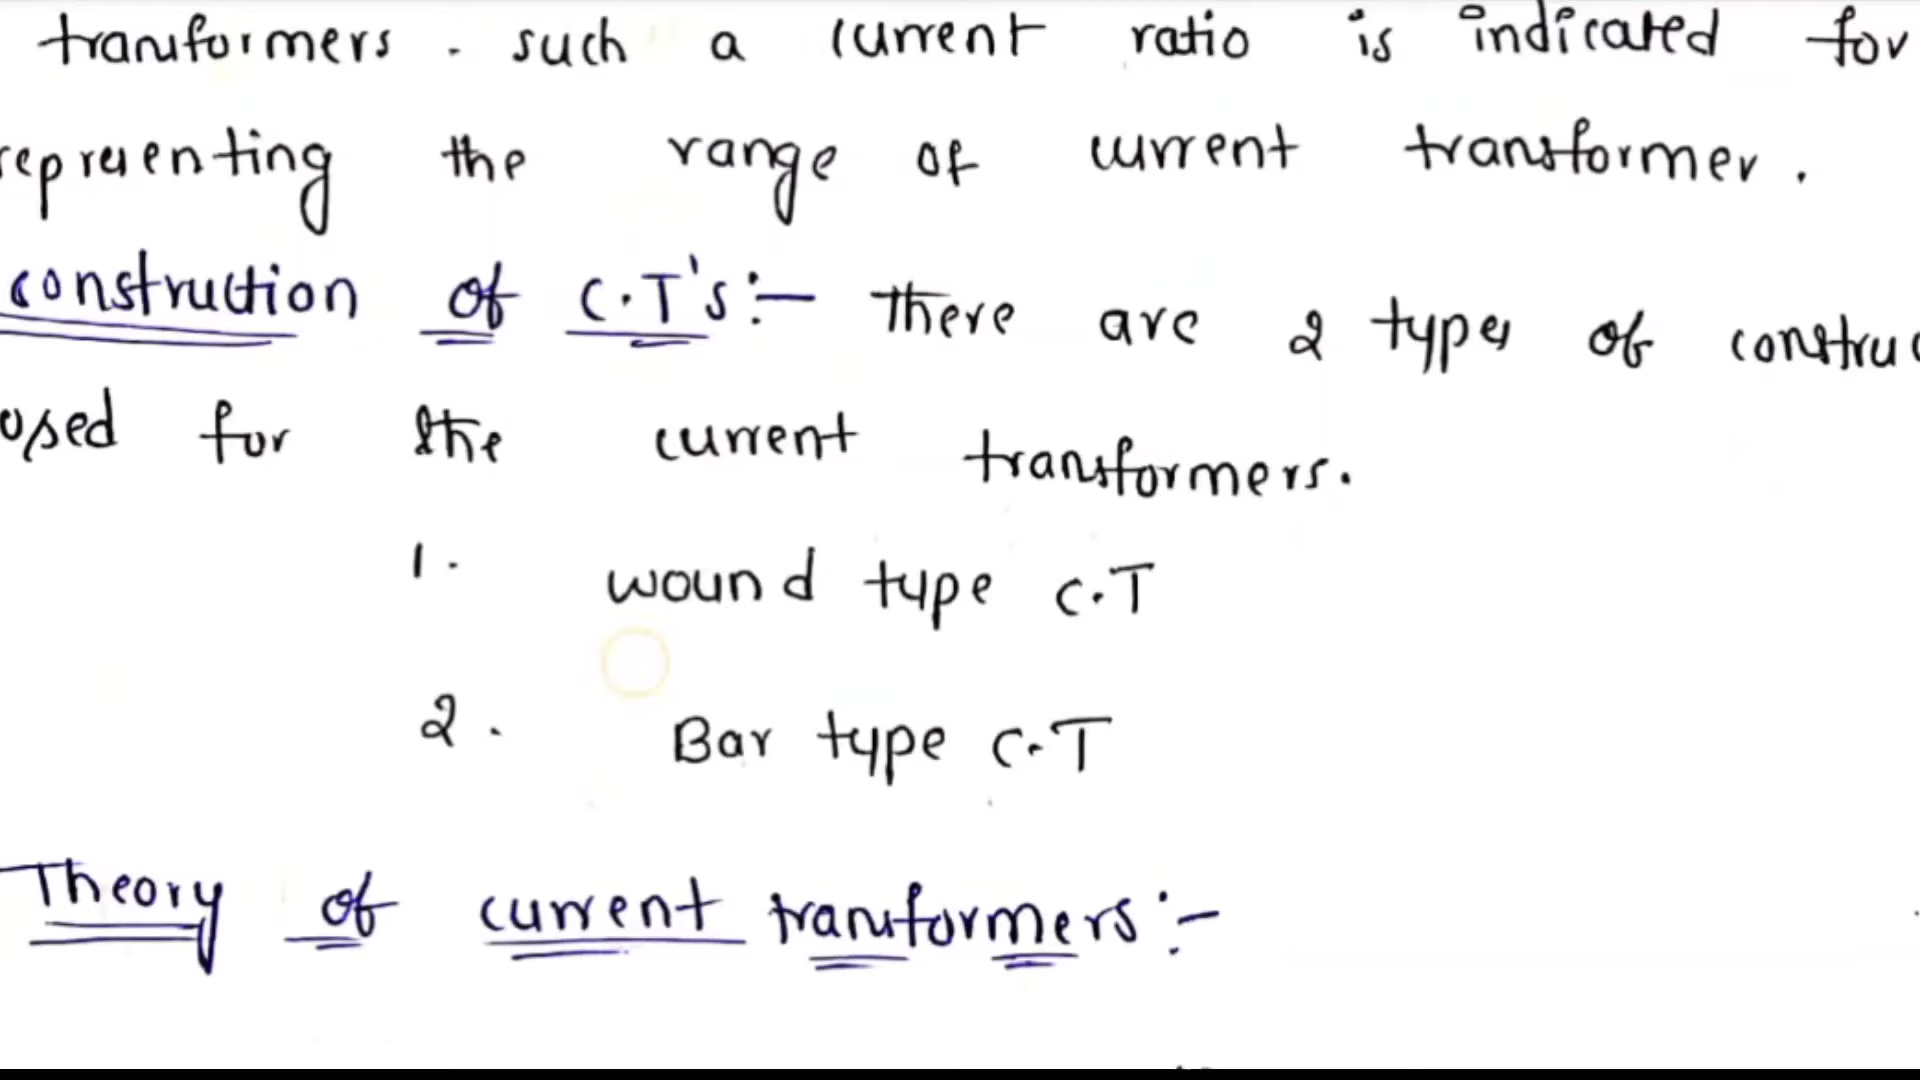 transformers. such a current ratio is indicated for
representing the range of current transformer.
construction of C.T's:- There are 2 types of construc
used for the current transformers.
1. wound type C.T
2. Bar type C.T
Theory of current transformers:-